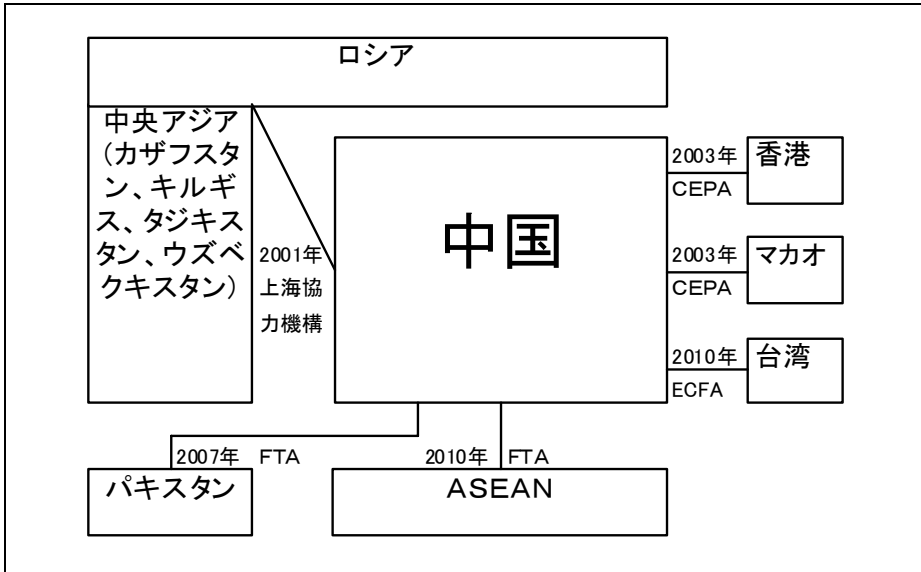 ロシア
中央アジア
(カザフスタ
ン、キルギ
ス、タジキス
タン、ウズベ
クキスタン)
2001年
上海協
力機構
中国
2003年
CEPA
香港
2003年
CEPA
マカオ
2010年
ECFA
台湾
2007年 FTA
パキスタン
2010年 FTA
ASEAN